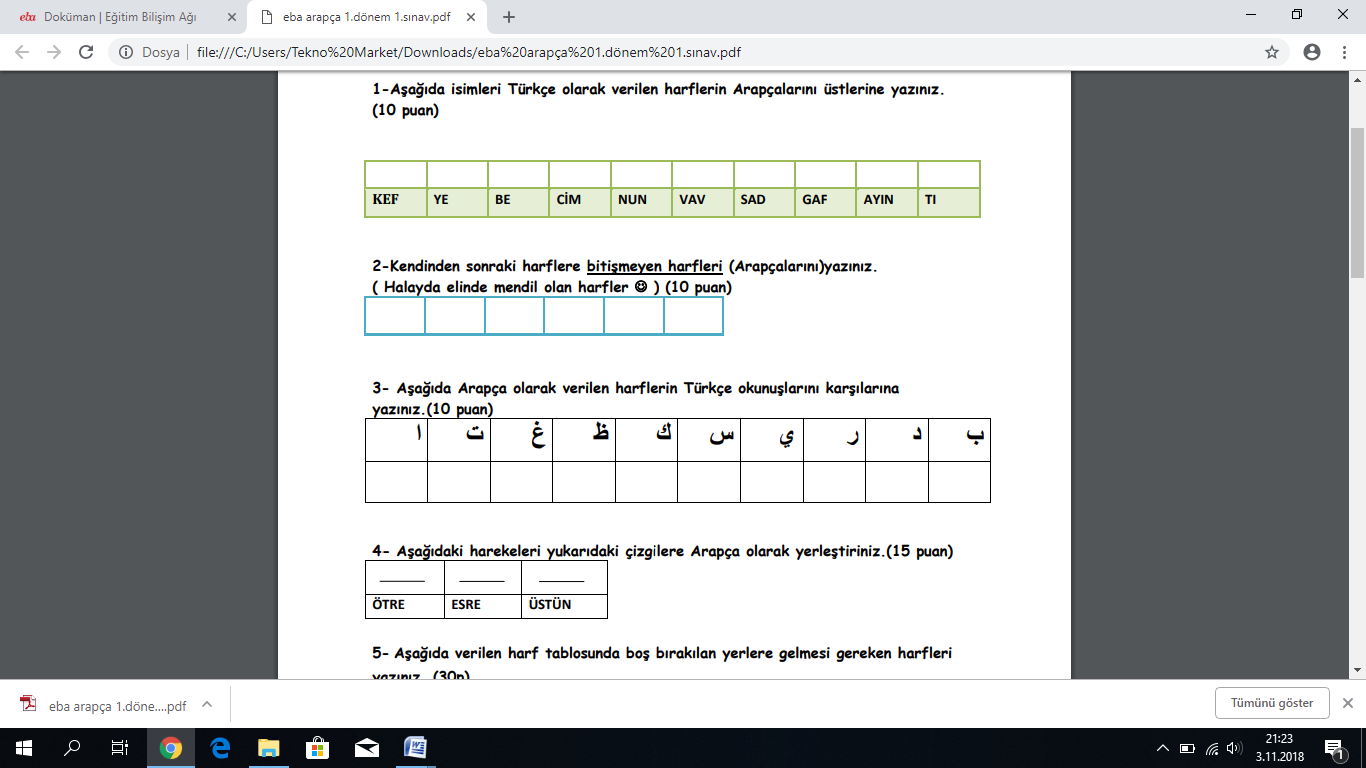 eba Doküman | Eğitim Bilişim Ağı
eba arapça 1.dönem 1.sınav.pdf
Dosya
file:///C:/Users/Tekno%20Market/Downloads/eba%20arapça%201.dönem%201.sınav.pdf
1-Aşağıda isimleri Türkçe olarak verilen harflerin Arapçalarını üstlerine yazınız.
(10 puan)
KEF YE BE CİM NUN VAV SAD GAF AYIN TI
2-Kendinden sonraki harflere bitişmeyen harfleri (Arapçalarını)yazınız.
( Halayda elinde mendil olan harfler ☺ ) (10 puan)
3- Aşağıda Arapça olarak verilen harflerin Türkçe okunuşlarını karşılarına
yazınız.(10 puan)
ب د ر ي س ك ظ غ ت ا
4- Aşağıdaki harekeleri yukarıdaki çizgilere Arapça olarak yerleştiriniz.(15 puan)
ÖTRE ESRE ÜSTÜN
5- Aşağıda verilen harf tablosunda boş bırakılan yerlere gelmesi gereken harfleri
yazınız. (30p)
eba arapça 1.döne....pdf
Tümünü göster
21:23
3.11.2018
1